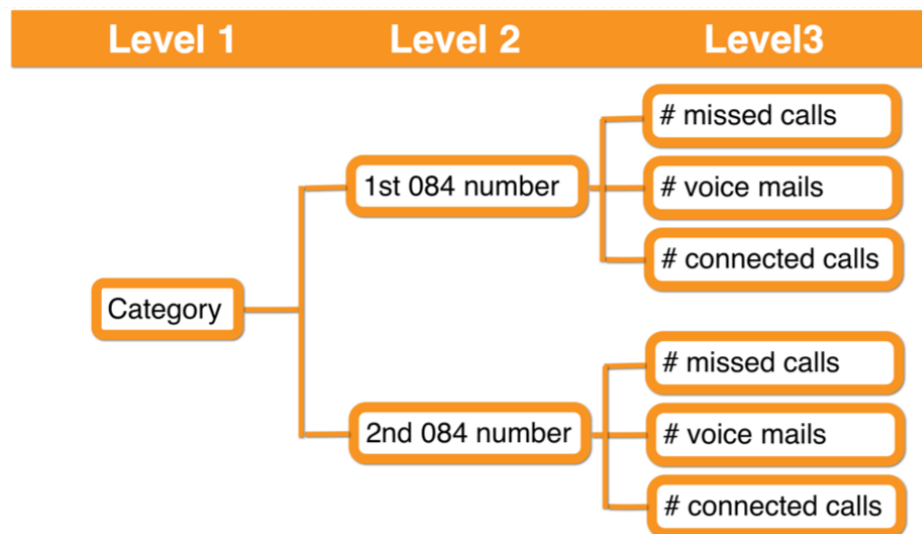 Level 1
Level 2
Level3
Category
1st 084 number
# missed calls
# voice mails
# connected calls
2nd 084 number
# missed calls
# voice mails
# connected calls